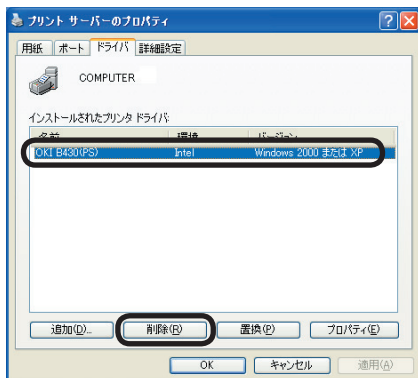 プリント サーバーのプロパティ
用紙 ポート ドライバ 詳細設定
COMPUTER
インストールされたプリンタ ドライバ:
名前 環境 バージョン
OKI B430(PS) Intel Windows 2000 または XP
追加(D)... 削除(R) 置換(P) プロパティ(E)
OK キャンセル 適用(A)